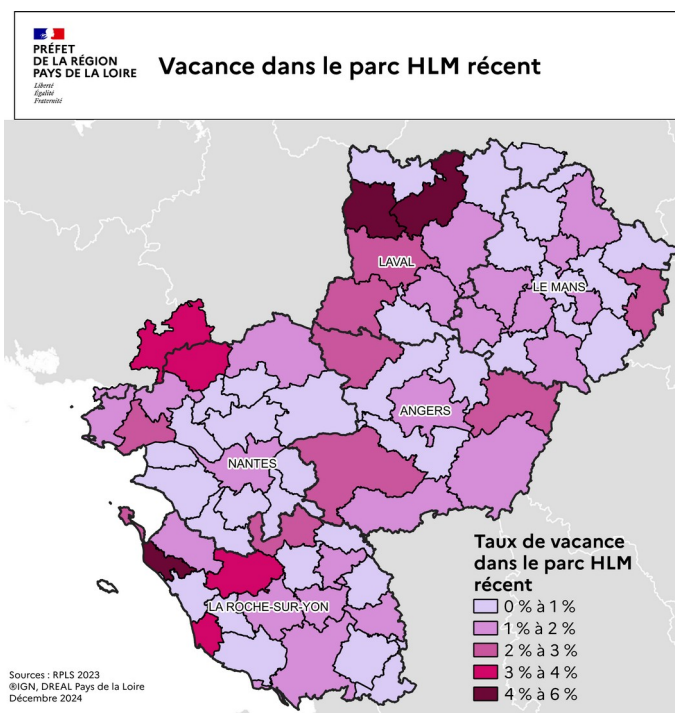 PRÉFET
DE LA RÉGION
PAYS DE LA LOIRE
Liberté
Égalité
Fraternité
Vacance dans le parc HLM récent
LAVAL
LE MANS
ANGERS
NANTES
LA ROCHE-SUR-YON
Taux de vacance
dans le parc HLM
récent
0 % à 1 %
1 % à 2 %
2 % à 3 %
3 % à 4 %
4 % à 6 %
Sources : RPLS 2023
®IGN, DREAL Pays de la Loire
Décembre 2024